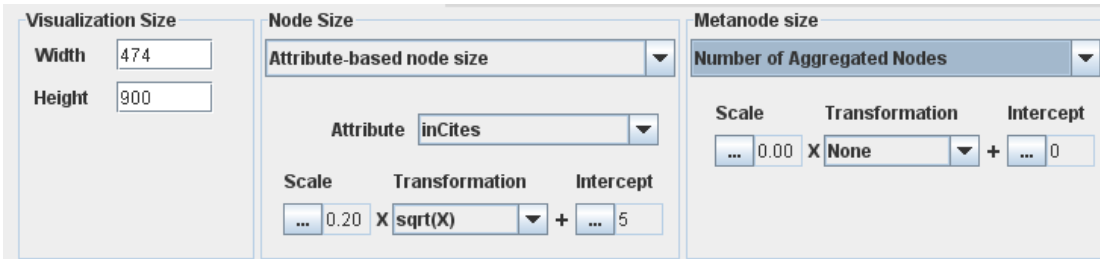 Visualization Size
Width 474
Height 900
Node Size
Attribute-based node size
Attribute inCites
Scale Transformation Intercept
... 0.20 X sqrt(X) + ... 5
Metanode size
Number of Aggregated Nodes
Scale Transformation Intercept
... 0.00 X None + ... 0